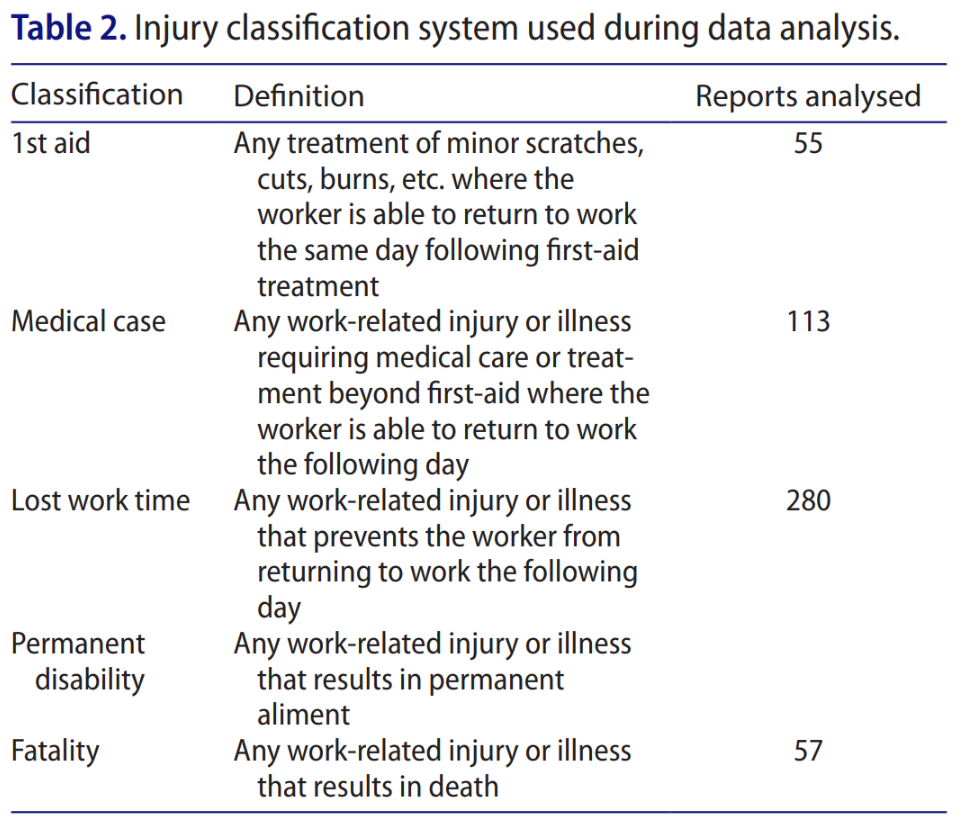 Table 2. Injury classification system used during data analysis.
Classification Definition Reports analysed
1st aid Any treatment of minor scratches, 55
cuts, burns, etc. where the
worker is able to return to work
the same day following first-aid
treatment
Medical case Any work-related injury or illness 113
requiring medical care or treat-
ment beyond first-aid where the
worker is able to return to work
the following day
Lost work time Any work-related injury or illness 280
that prevents the worker from
returning to work the following
day
Permanent Any work-related injury or illness
disability that results in permanent
aliment
Fatality Any work-related injury or illness 57
that results in death